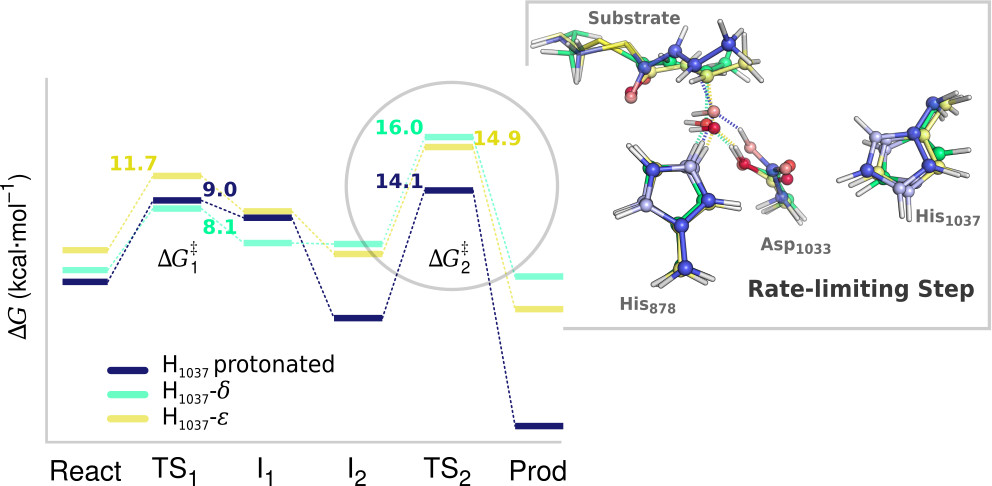 Substrate
16.0
14.9
11.7
9.0
14.1
8.1
ΔG‡1
ΔG‡2
ΔG (kcal·mol−1)
His1037
Asp1033
His878
Rate-limiting Step
H1037 protonated
H1037-δ
H1037-ε
React
TS1
I1
I2
TS2
Prod